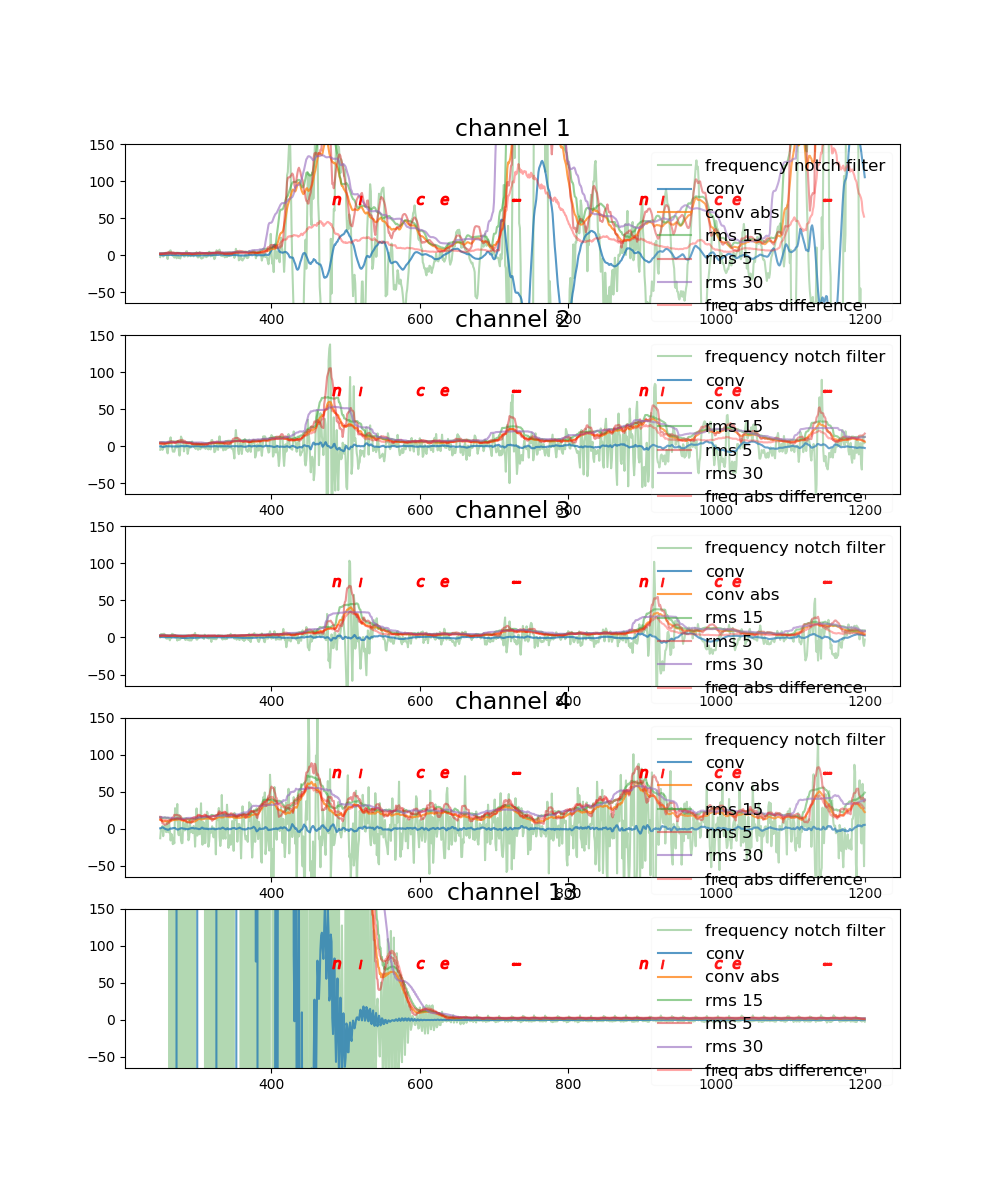 channel 1
150
100
50
0
−50
n ı c e – n ı c e –
frequency notch filter
conv
conv abs
rms 15
rms 5
rms 30
freq abs difference
400 600 800 1000 1200
channel 2
150
100
50
0
−50
n ı c e – n ı c e –
frequency notch filter
conv
conv abs
rms 15
rms 5
rms 30
freq abs difference
400 600 800 1000 1200
channel 3
150
100
50
0
−50
n ı c e – n ı c e –
frequency notch filter
conv
conv abs
rms 15
rms 5
rms 30
freq abs difference
400 600 800 1000 1200
channel 4
150
100
50
0
−50
n ı c e – n ı c e –
frequency notch filter
conv
conv abs
rms 15
rms 5
rms 30
freq abs difference
400 600 800 1000 1200
channel 13
150
100
50
0
−50
n ı c e – n ı c e –
frequency notch filter
conv
conv abs
rms 15
rms 5
rms 30
freq abs difference
400 600 800 1000 1200